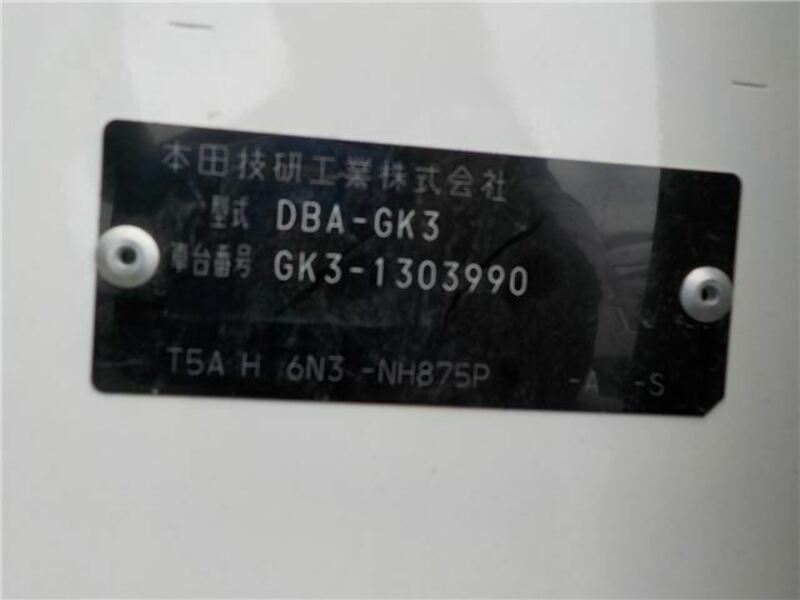 本田技研工業株式会社
型式 DBA-GK3
車台番号 GK3-1303990
T5A H 6N3 -NH875P -A -S